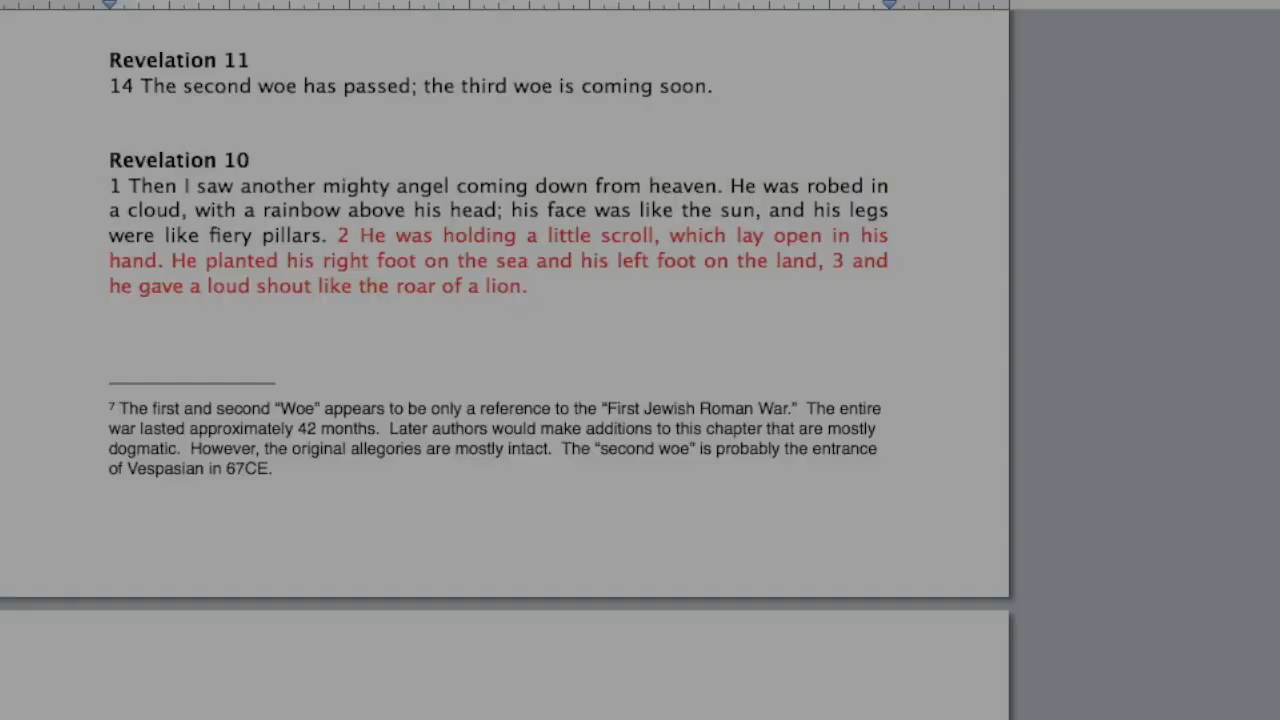 Revelation 11
14 The second woe has passed; the third woe is coming soon.
Revelation 10
1 Then I saw another mighty angel coming down from heaven. He was robed in
a cloud, with a rainbow above his head; his face was like the sun, and his legs
were like fiery pillars. 2 He was holding a little scroll, which lay open in his
hand. He planted his right foot on the sea and his left foot on the land, 3 and
he gave a loud shout like the roar of a lion.
7 The first and second “Woe” appears to be only a reference to the “First Jewish Roman War.” The entire
war lasted approximately 42 months. Later authors would make additions to this chapter that are mostly
dogmatic. However, the original allegories are mostly intact. The “second woe” is probably the entrance
of Vespasian in 67CE.